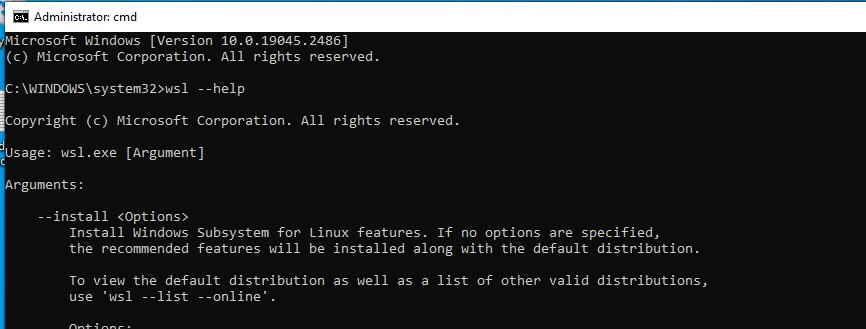 Administrator: cmd
Microsoft Windows [Version 10.0.19045.2486]
(c) Microsoft Corporation. All rights reserved.
C:\WINDOWS\system32>wsl --help
Copyright (c) Microsoft Corporation. All rights reserved.
Usage: wsl.exe [Argument]
Arguments:
--install <Options>
Install Windows Subsystem for Linux features. If no options are specified,
the recommended features will be installed along with the default distribution.
To view the default distribution as well as a list of other valid distributions,
use 'wsl --list --online'.
Options: